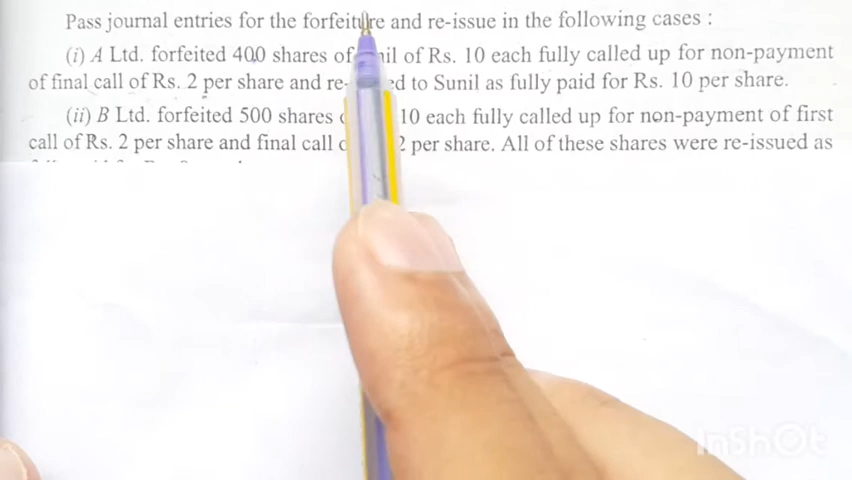 Pass journal entries for the forfeiture and re-issue in the following cases :
(i) A Ltd. forfeited 400 shares of of Rs. 10 each fully called up for non-payment
of final call of Rs. 2 per share and to Sunil as fully paid for Rs. 10 per share.
(ii) B Ltd. forfeited 500 shares 10 each fully called up for non-payment of first
call of Rs. 2 per share and final call 2 per share. All of these shares were re-issued as
InShOt